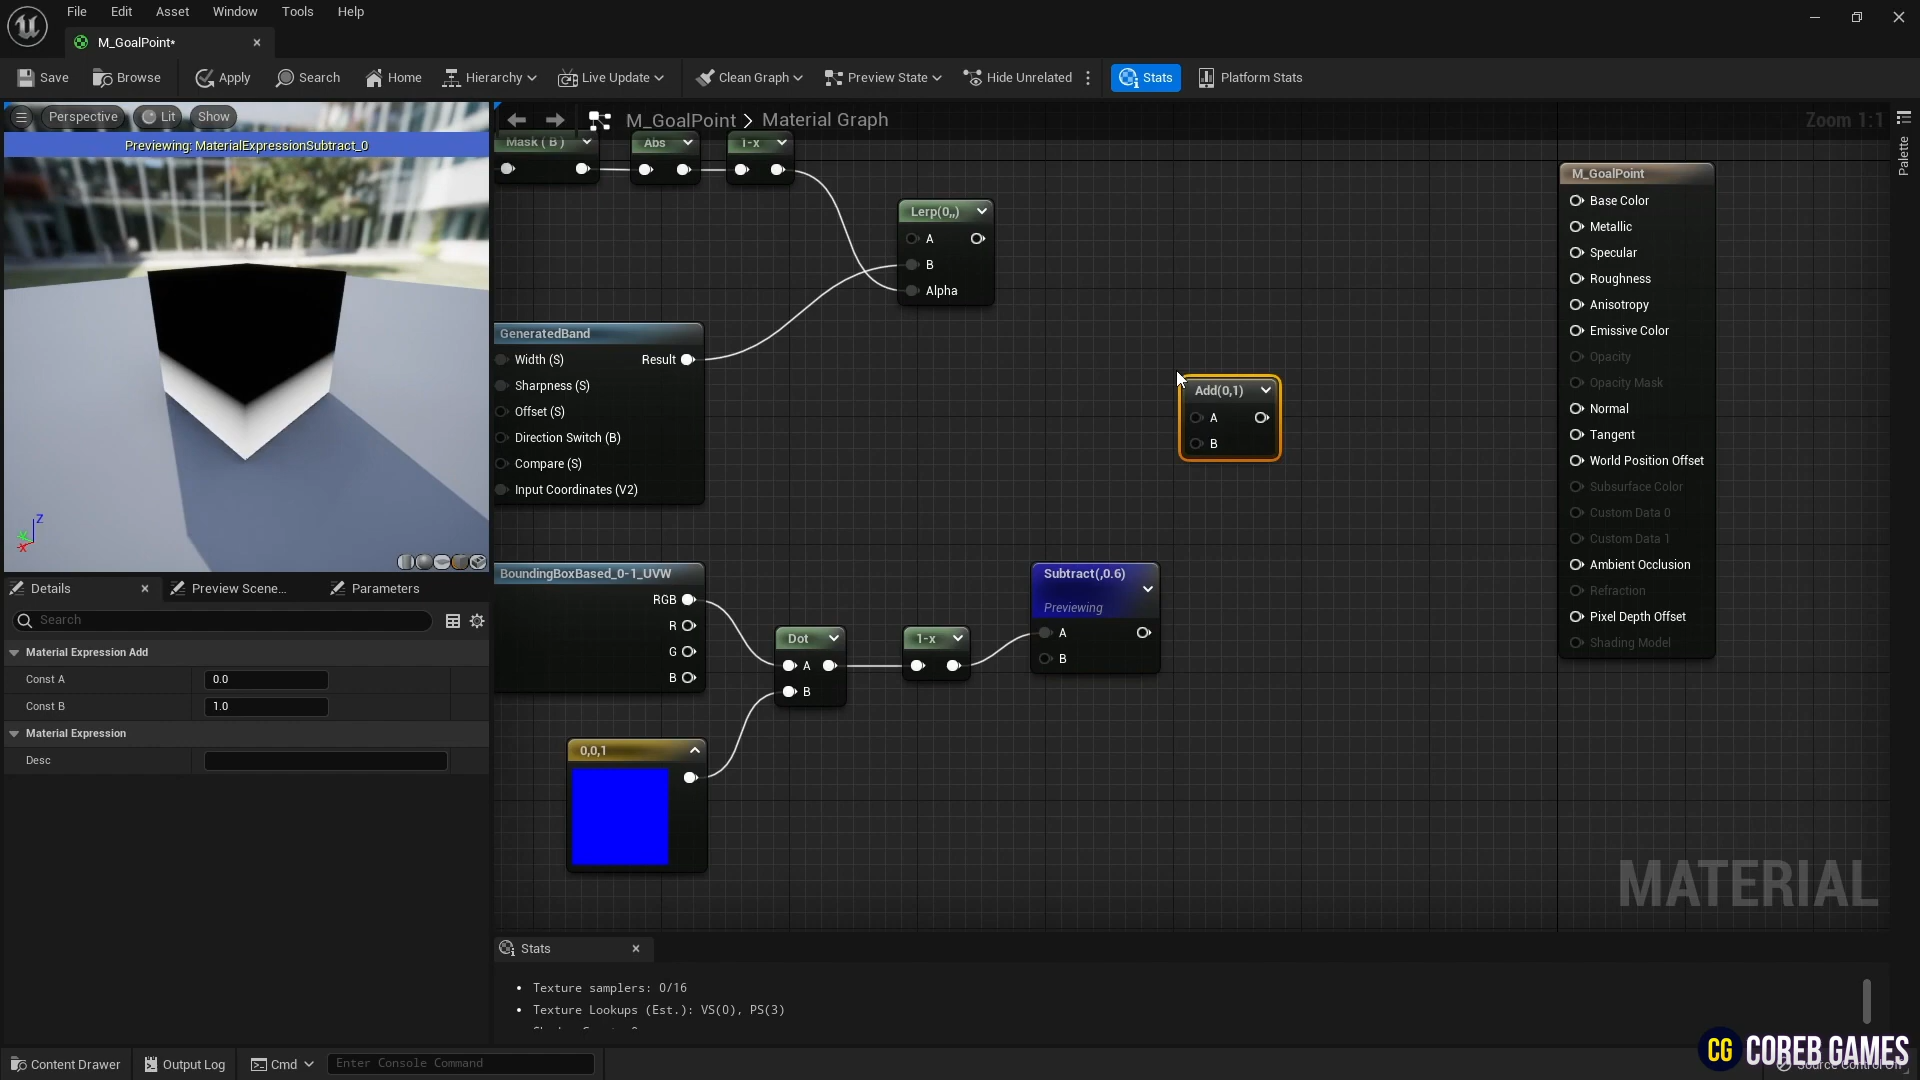 File Edit Asset Window Tools Help
M_GoalPoint*
Save Browse Apply Search Home Hierarchy Live Update Clean Graph Preview State Hide Unrelated Stats Platform Stats
Perspective Lit Show
Previewing: MaterialExpressionSubtract_0
Z
X
M_GoalPoint > Material Graph
Zoom 1:1
Palette
Mask ( B )
Abs
1-x
Lerp(0,,)
A
B
Alpha
GeneratedBand
Width (S) Result
Sharpness (S)
Offset (S)
Direction Switch (B)
Compare (S)
Input Coordinates (V2)
Add(0,1)
A
B
BoundingBoxBased_0-1_UVW
RGB
R
G
B
Dot
A
B
1-x
Subtract(,0.6)
Previewing
A
B
0,0,1
M_GoalPoint
Base Color
Metallic
Specular
Roughness
Anisotropy
Emissive Color
Opacity
Opacity Mask
Normal
Tangent
World Position Offset
Subsurface Color
Custom Data 0
Custom Data 1
Ambient Occlusion
Refraction
Pixel Depth Offset
Shading Model
MATERIAL
Details Preview Scene... Parameters
Search
Material Expression Add
Const A 0.0
Const B 1.0
Material Expression
Desc
Stats
• Texture samplers: 0/16
• Texture Lookups (Est.): VS(0), PS(3)
Content Drawer Output Log Cmd Enter Console Command
Source Control Off
CG COREB GAMES